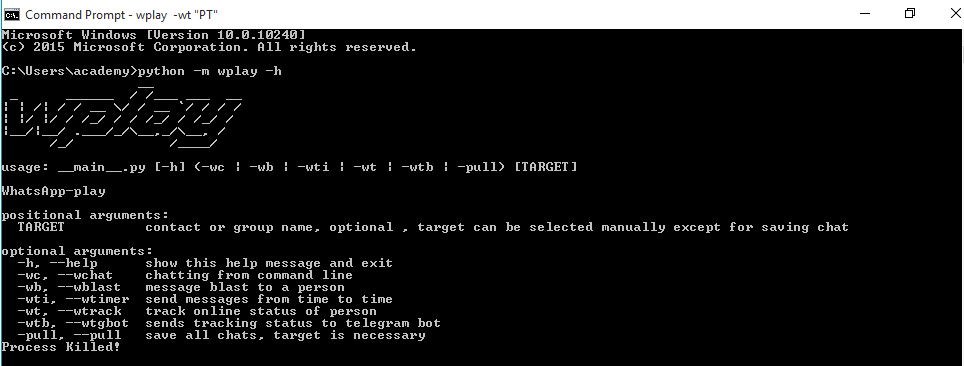 Command Prompt - wplay -wt "PT"
Microsoft Windows [Version 10.0.10240]
(c) 2015 Microsoft Corporation. All rights reserved.
C:\Users\academy>python -m wplay -h
wplay
usage: __main__.py [-h] (-wc | -wb | -wti | -wt | -wtb | -pull) [TARGET]
WhatsApp-play
positional arguments:
TARGET contact or group name, optional , target can be selected manually except for saving chat
optional arguments:
-h, --help show this help message and exit
-wc, --wchat chatting from command line
-wb, --wblast message blast to a person
-wti, --wtimer send messages from time to time
-wt, --wtrack track online status of person
-wtb, --wtgbot sends tracking status to telegram bot
-pull, --pull save all chats, target is necessary
Process Killed!